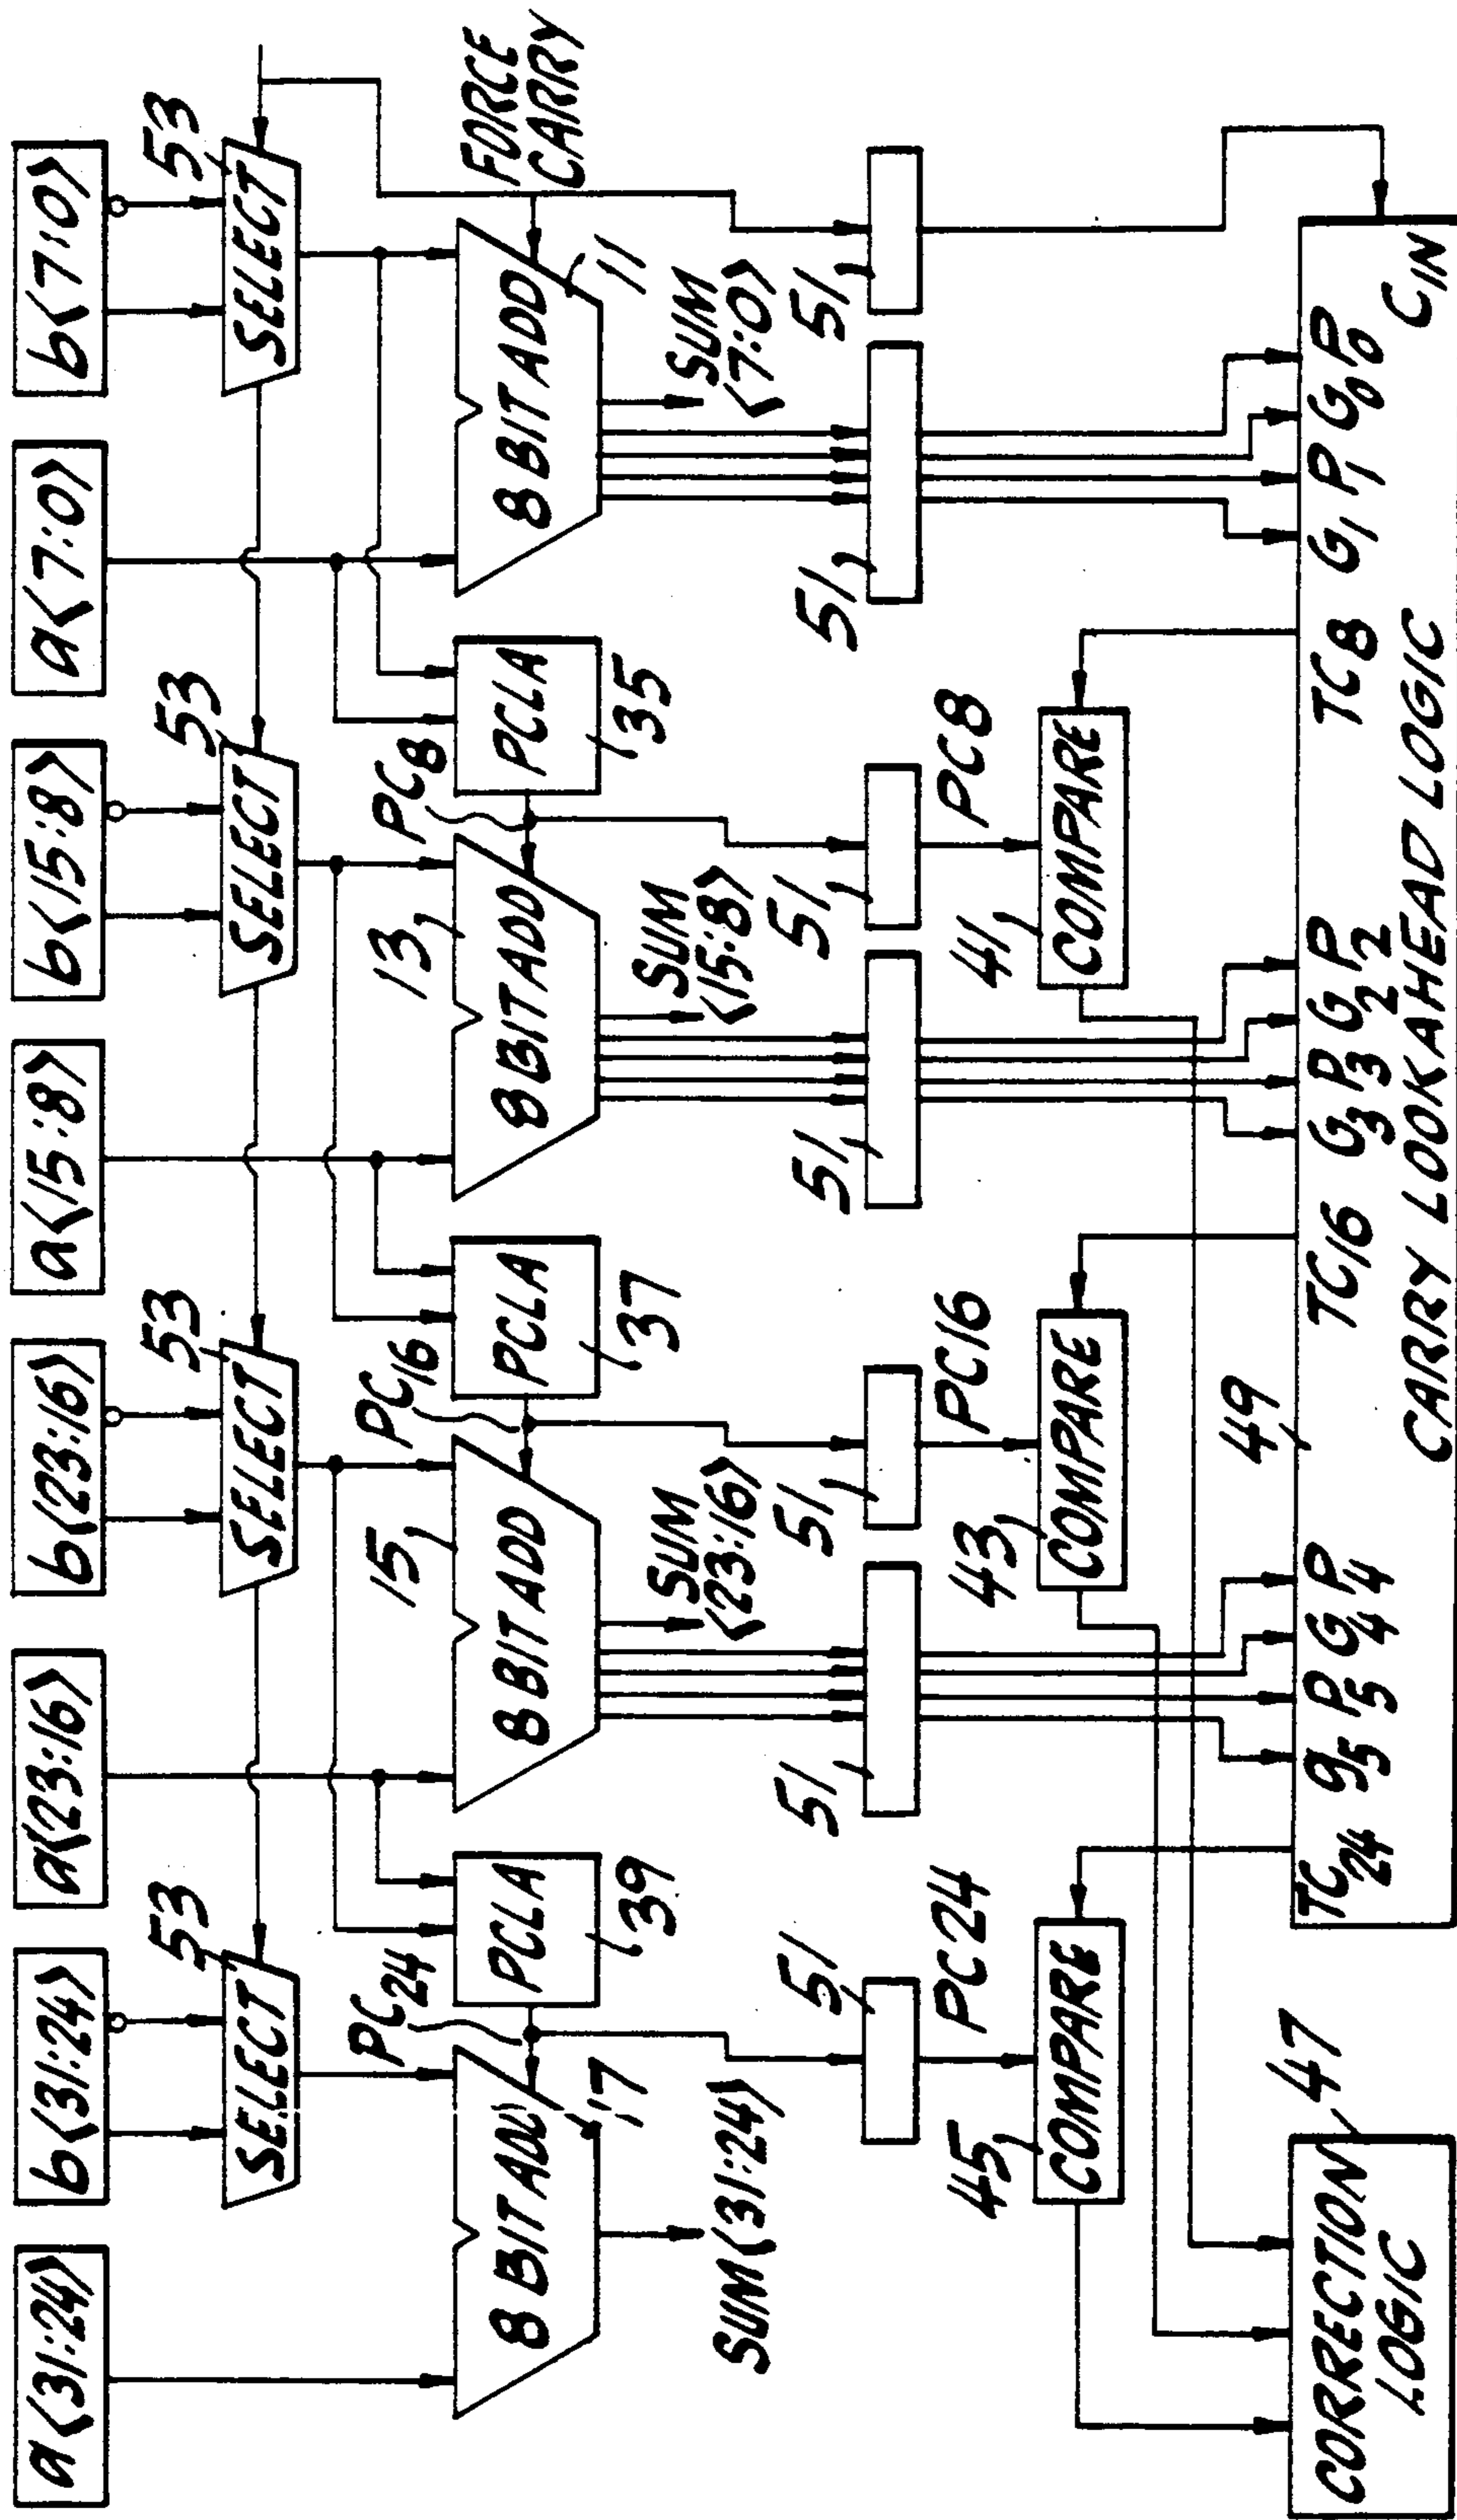 a<31:24>
b<31:24>
a<23:16>
b<23:16>
a<15:8>
b<15:8>
a<7:0>
b<7:0>
53
53
53
53
SELECT
SELECT
SELECT
SELECT
PC24
PC16
PC8
FORCE
CARRY
15
13
8 BIT ADD
PCLA
8 BIT ADD
PCLA
8 BIT ADD
PCLA
8 BIT ADD
17
39
37
35
11
SUM<31:24>
SUM
<23:16>
SUM
<15:8>
SUM
<7:0>
51
51
51
51
51
51
51
PC24
PC16
PC8
45
43
41
COMPARE
COMPARE
COMPARE
47
49
CORRECTION
LOGIC
TC24 g5 P5 G4 P4
TC16 G3 P3 G2 P2
TC8 G1 P1 G0 P0
CIN
CARRY LOOKAHEAD LOGIC